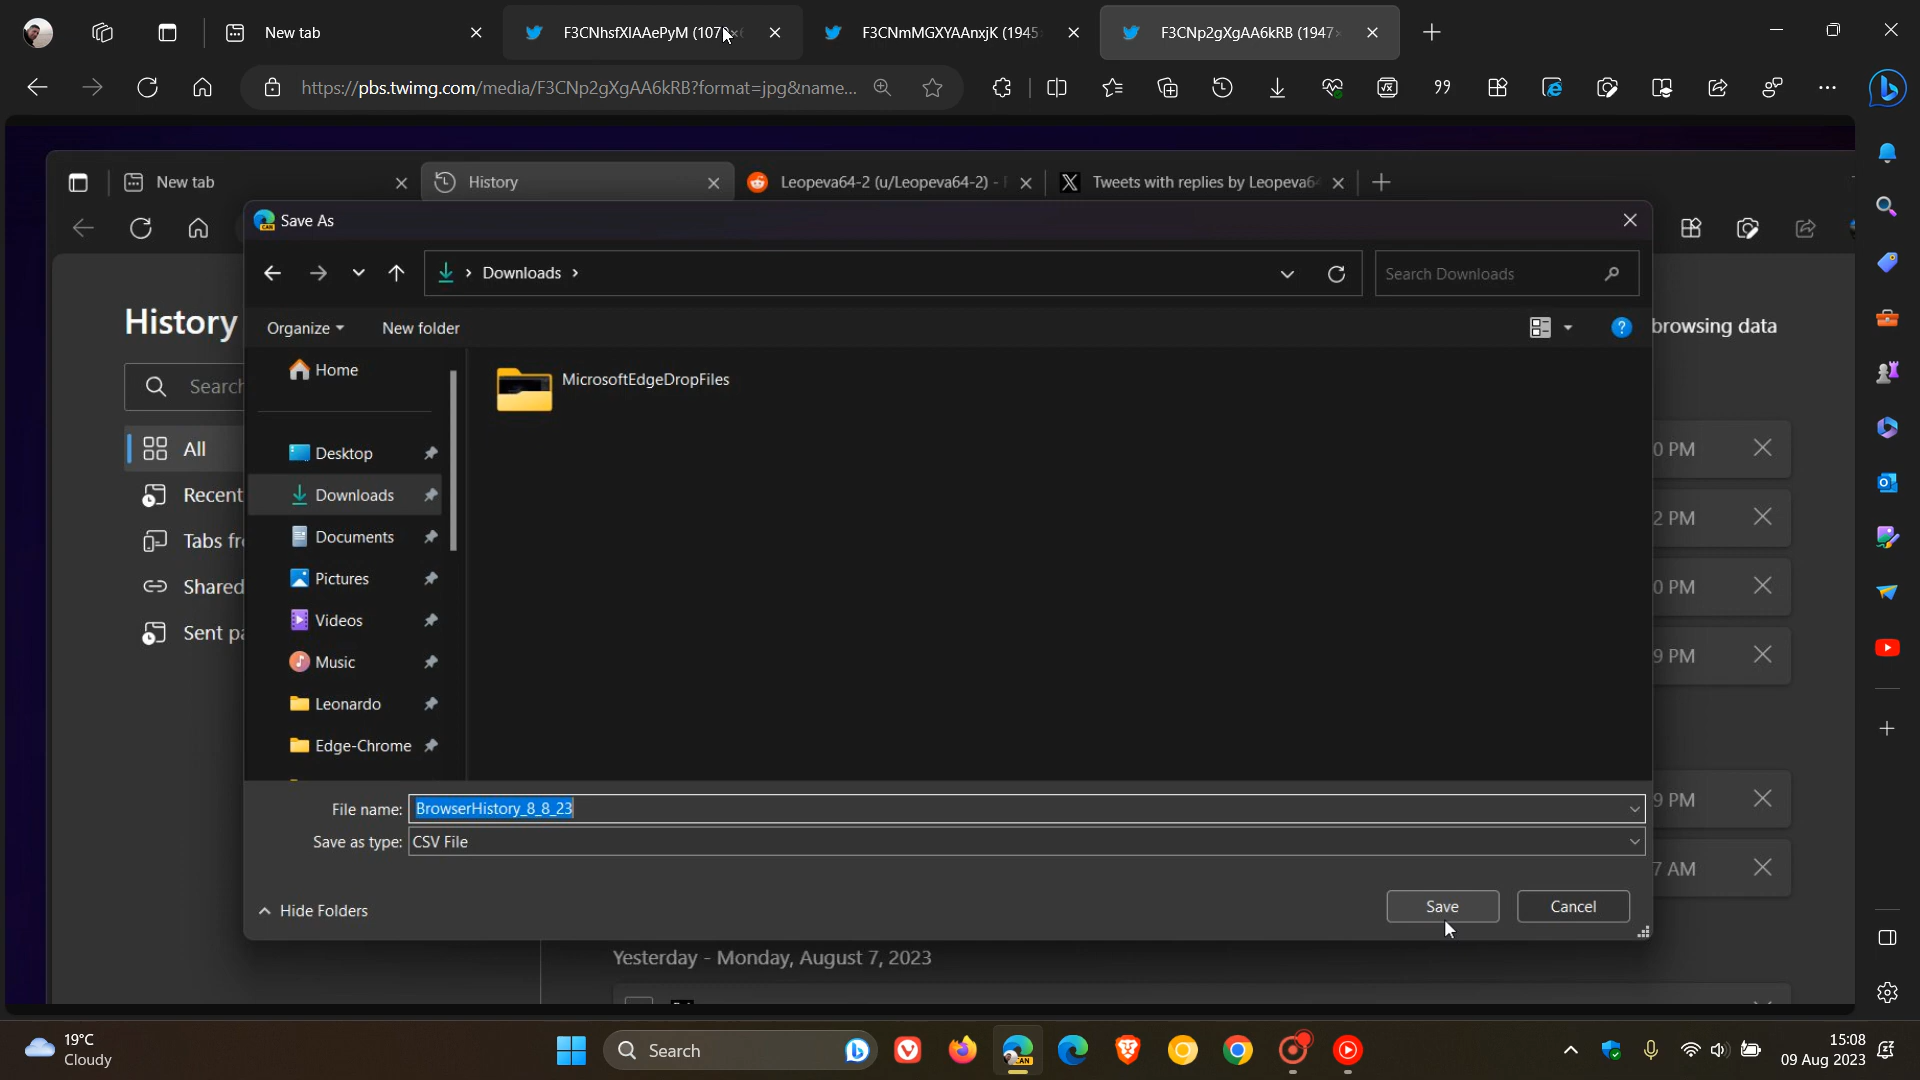 New tab
F3CNhsfXIAAePyM (107
F3CNmMGXYAAnxjK (1945
F3CNp2gXgAA6kRB (1947
https://pbs.twimg.com/media/F3CNp2gXgAA6kRB?format=jpg&name...
New tab
History
Leopeva64-2 (u/Leopeva64-2) -
Tweets with replies by Leopeva6
Save As
Downloads
Search Downloads
Organize
New folder
History
browsing data
Search
Home
All
0 PM
Desktop
Recent
Downloads
2 PM
Documents
Tabs fr
Pictures
Shared
0 PM
Videos
Sent pa
Music
9 PM
Leonardo
Edge-Chrome
MicrosoftEdgeDropFiles
File name: BrowserHistory_8_8_23
9 PM
Save as type: CSV File
7 AM
Hide Folders
Save
Cancel
Yesterday - Monday, August 7, 2023
19°C
Cloudy
Search
CAN
15:08
09 Aug 2023